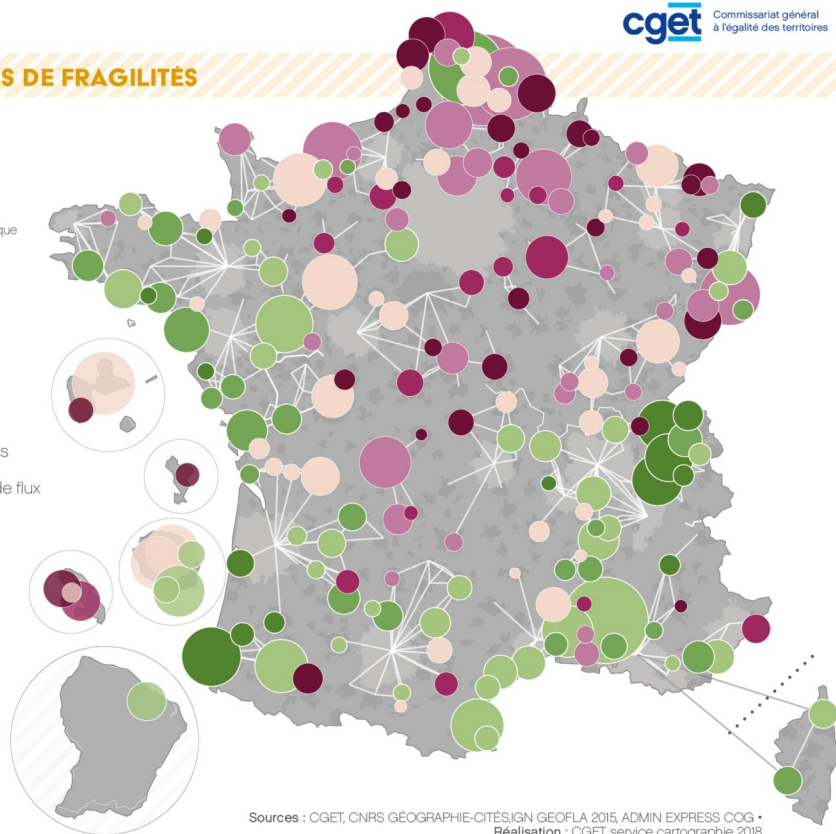 cget
Commissariat général
à l'égalité des territoires
S DE FRAGILITÉS
que
s
de flux
Sources : CGET, CNRS GÉOGRAPHIE-CITÉS,IGN GEOFLA 2015, ADMIN EXPRESS COG •
Réalisation : CGET service cartographie 2018